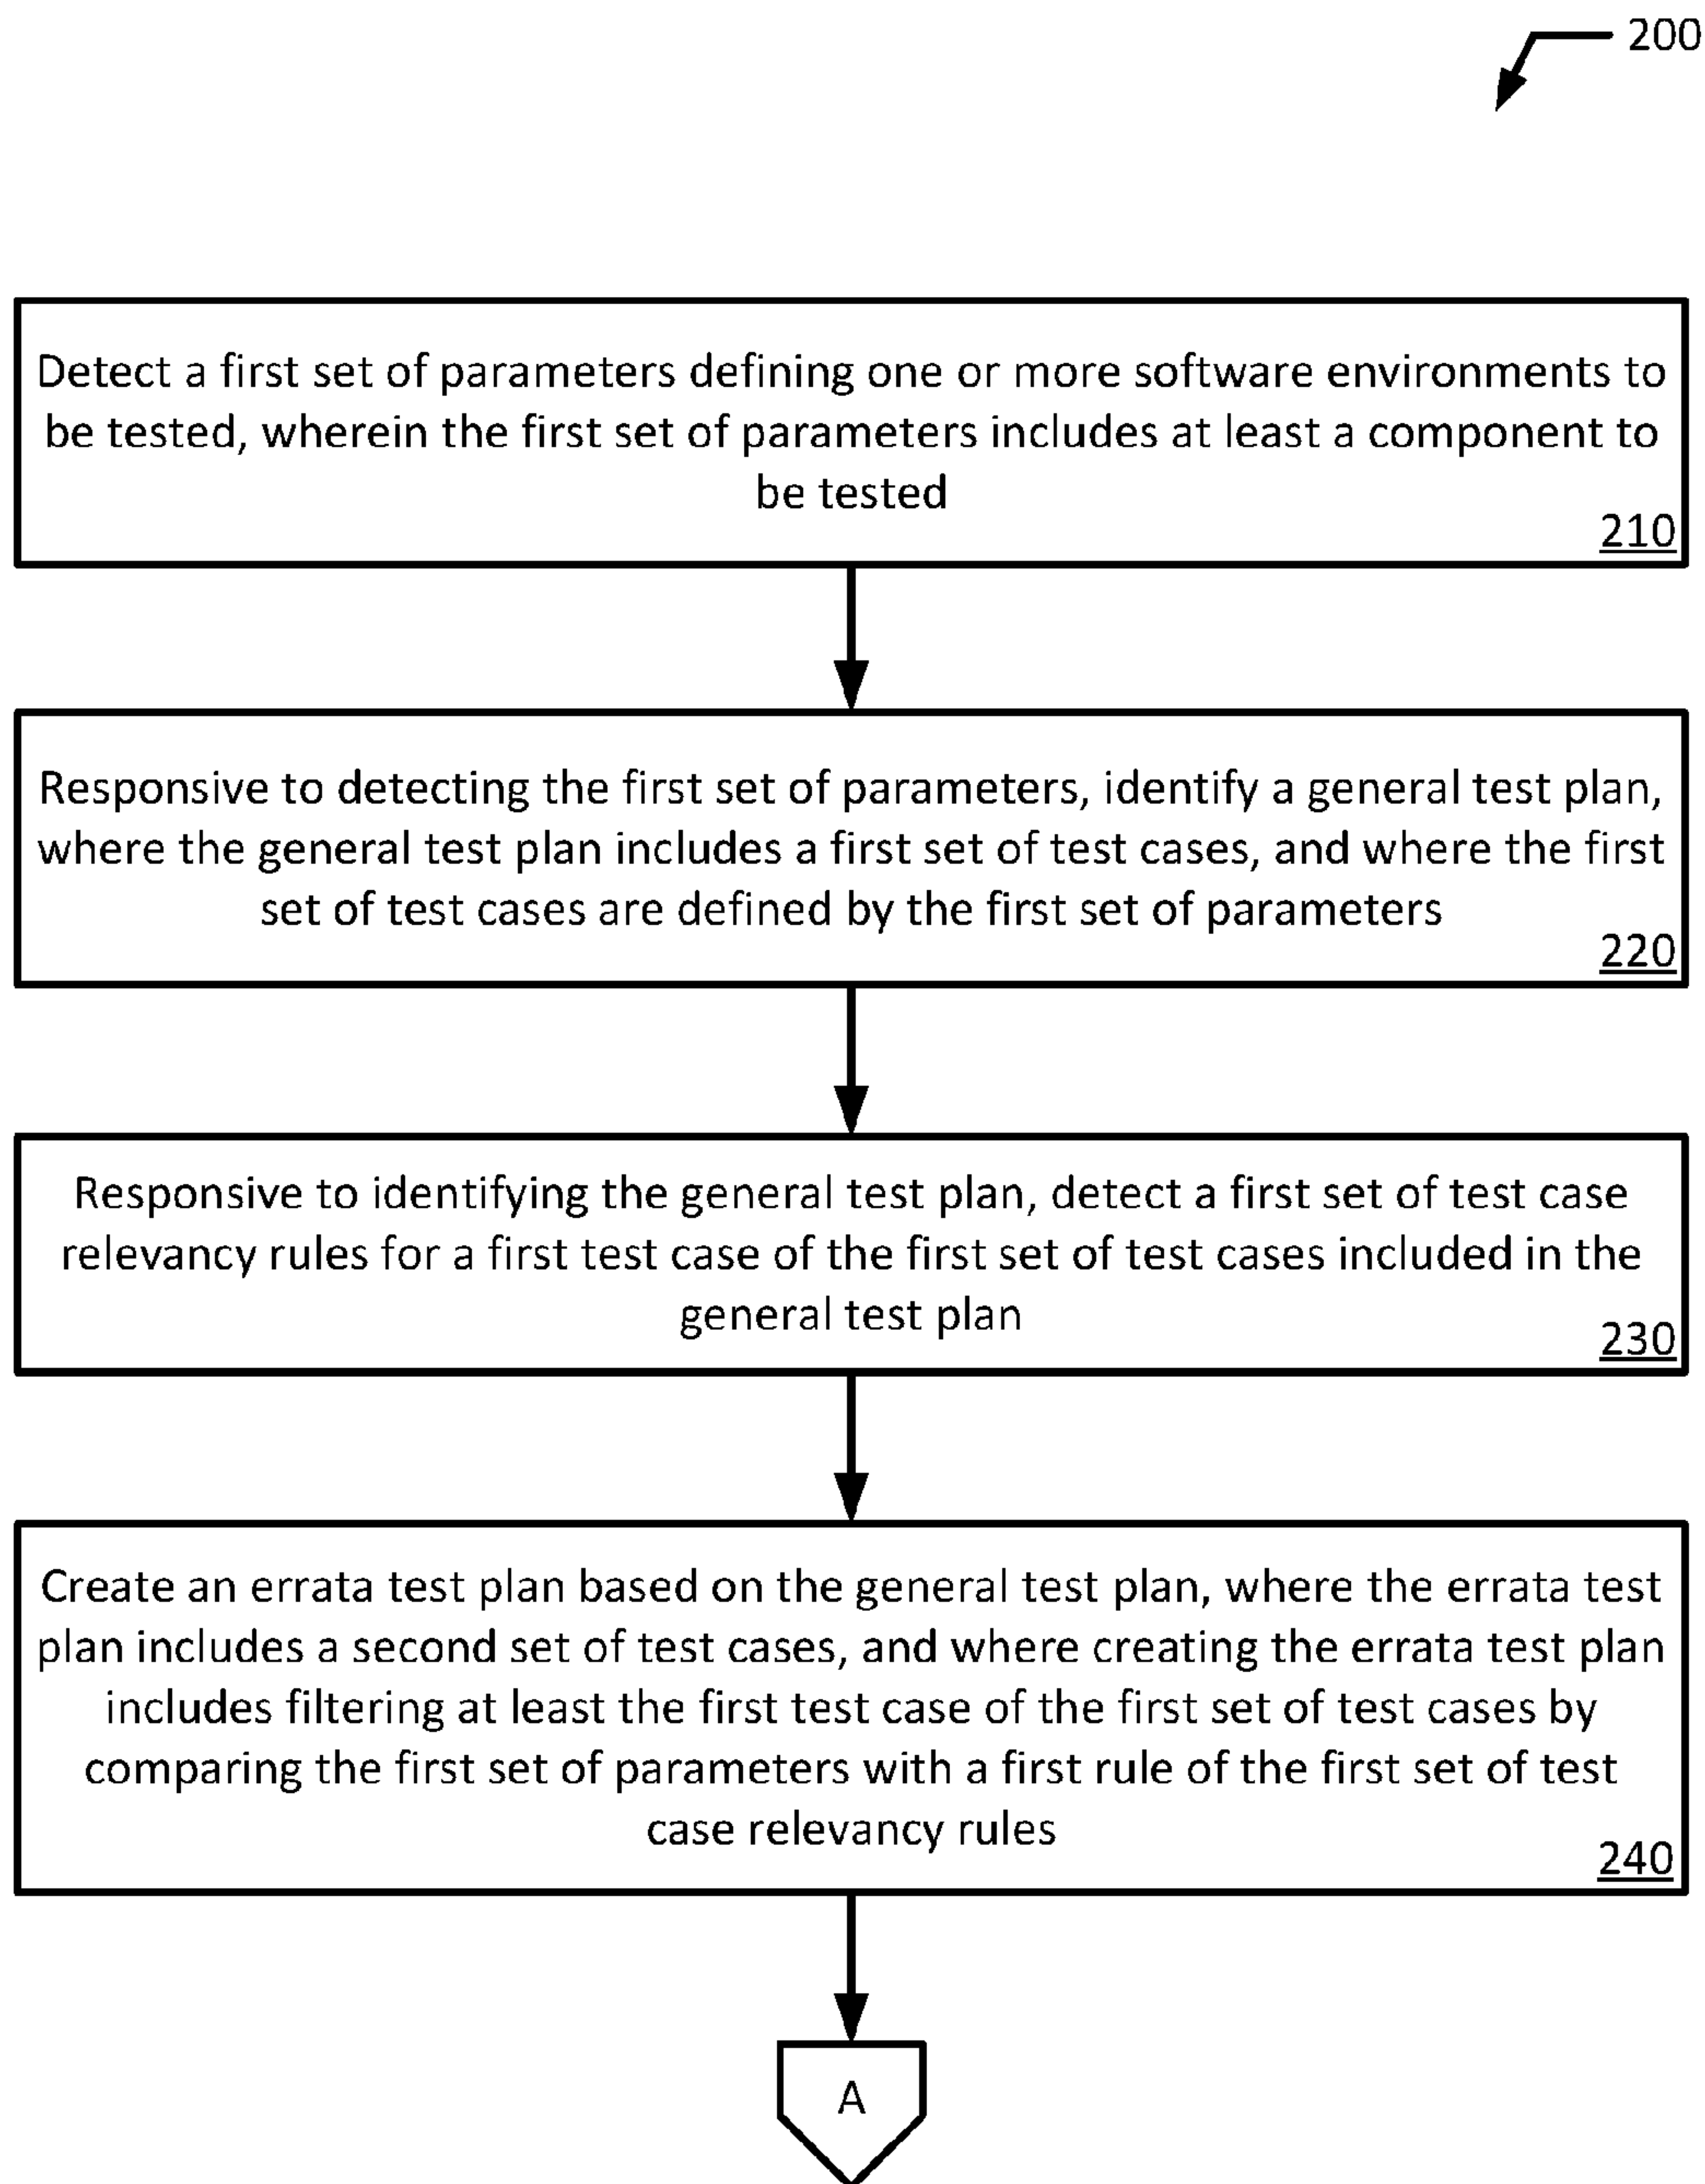 200
Detect a first set of parameters defining one or more software environments to
be tested, wherein the first set of parameters includes at least a component to
be tested
210
Responsive to detecting the first set of parameters, identify a general test plan,
where the general test plan includes a first set of test cases, and where the first
set of test cases are defined by the first set of parameters
220
Responsive to identifying the general test plan, detect a first set of test case
relevancy rules for a first test case of the first set of test cases included in the
general test plan
230
Create an errata test plan based on the general test plan, where the errata test
plan includes a second set of test cases, and where creating the errata test plan
includes filtering at least the first test case of the first set of test cases by
comparing the first set of parameters with a first rule of the first set of test
case relevancy rules
240
A